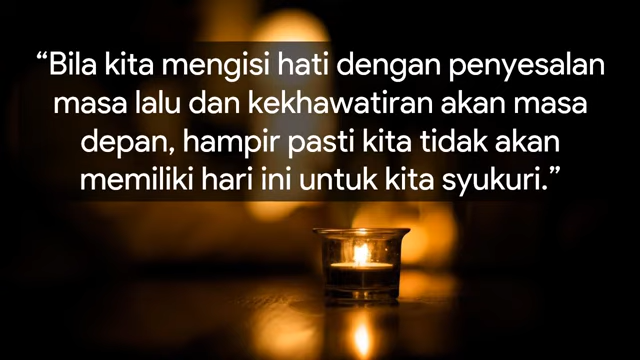 “Bila kita mengisi hati dengan penyesalan
masa lalu dan kekhawatiran akan masa
depan, hampir pasti kita tidak akan
memiliki hari ini untuk kita syukuri.”